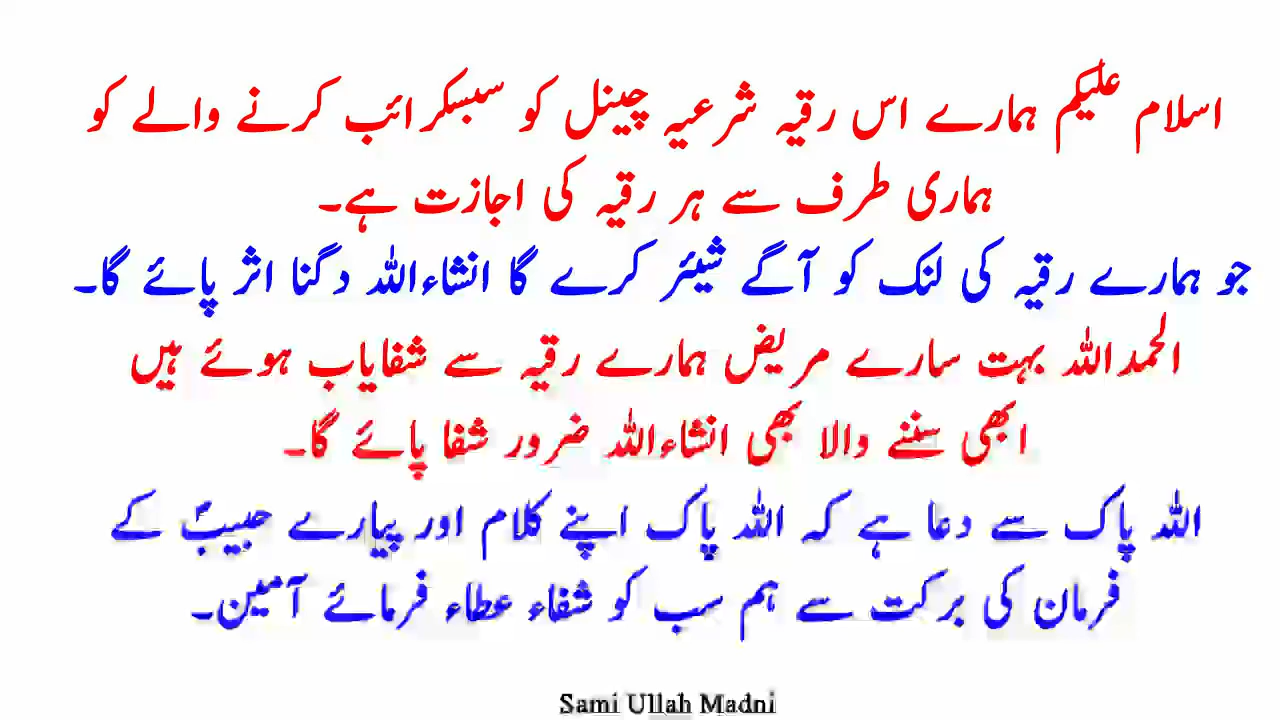 اسلام علیکم ہمارے اس رقیہ شرعیہ چینل کو سبسکرائب کرنے والے کو
ہماری طرف سے ہر رقیہ کی اجازت ہے۔
جو ہمارے رقیہ کی لنک کو آگے شیئر کرے گا انشاءاللہ دگنا اثر پائے گا۔
الحمداللہ بہت سارے مریض ہمارے رقیہ سے شفایاب ہوئے ہیں
ابھی سننے والا بھی انشاءاللہ ضرور شفا پائے گا۔
اللہ پاک سے دعا ہے کہ اللہ پاک اپنے کلام اور پیارے حبیبؐ کے
فرمان کی برکت سے ہم سب کو شفاء عطاء فرمائے آمین۔
Sami Ullah Madni